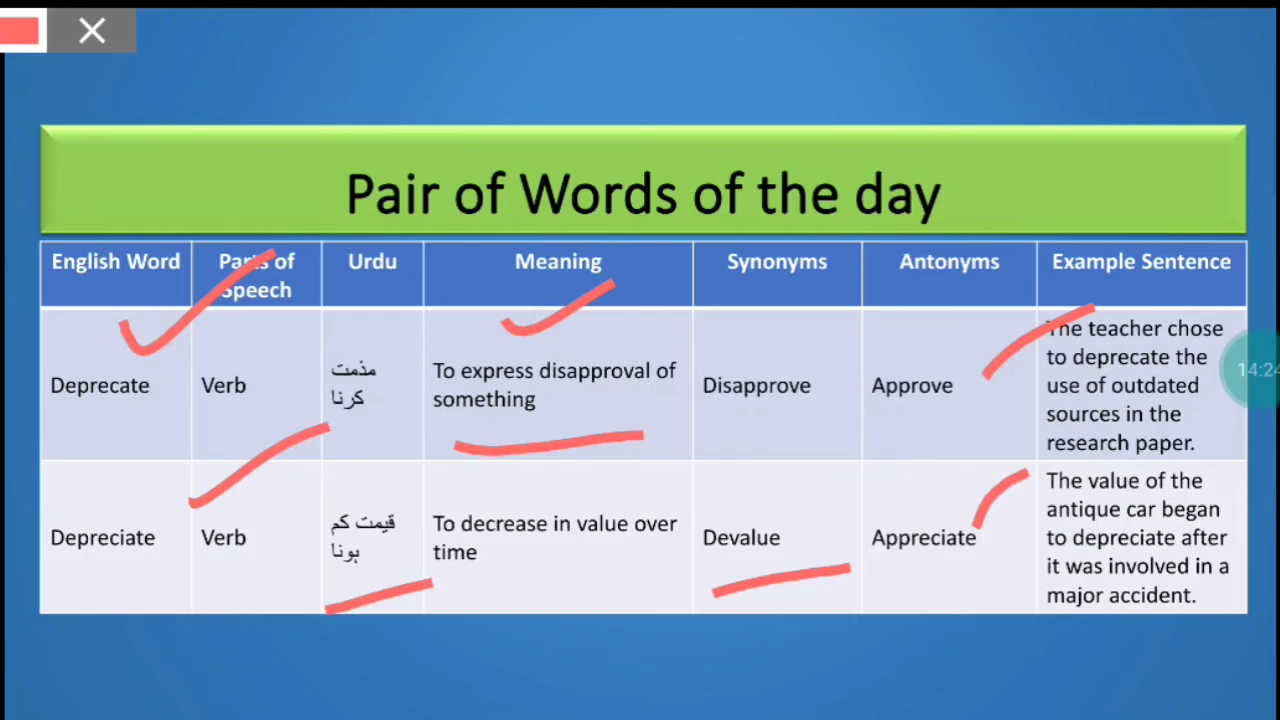 Pair of Words of the day
English Word
Parts of
Speech
Urdu
Meaning
Synonyms
Antonyms
Example Sentence
Deprecate
Verb
مذمت
کرنا
To express disapproval of
something
Disapprove
Approve
The teacher chose
to deprecate the
use of outdated
sources in the
research paper.
Depreciate
Verb
قیمت کم
ہونا
To decrease in value over
time
Devalue
Appreciate
The value of the
antique car began
to depreciate after
it was involved in a
major accident.
14:24